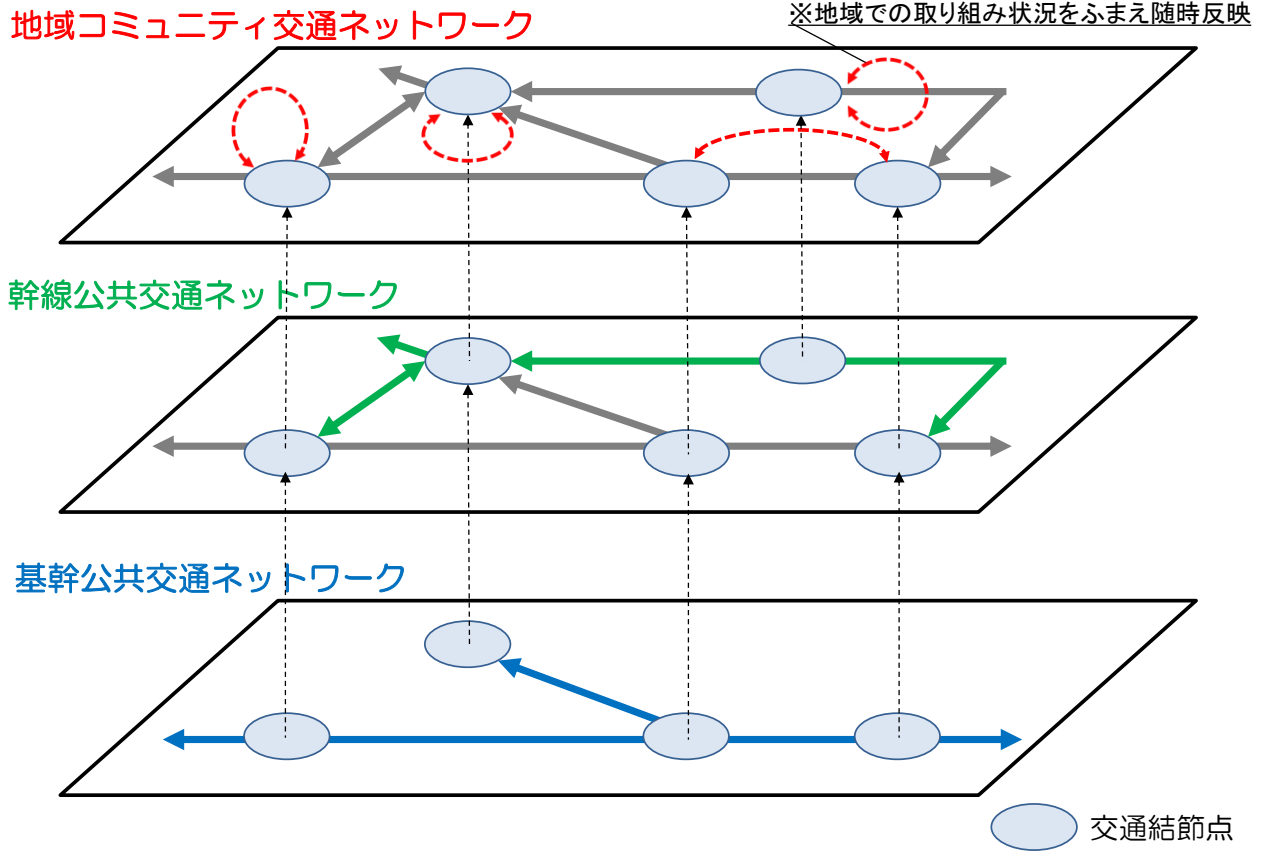 地域コミュニティ交通ネットワーク
※地域での取り組み状況をふまえ随時反映
幹線公共交通ネットワーク
基幹公共交通ネットワーク
交通結節点